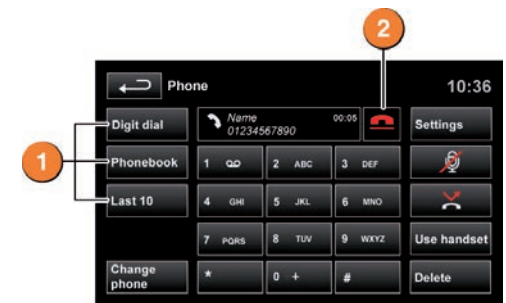 2
Phone 10:36
Digit dial Name 00:05 Settings
01234567890
1
Phonebook 1 2 ABC 3 DEF
Last 10 4 GHI 5 JKL 6 MNO
7 PQRS 8 TUV 9 WXYZ Use handset
Change phone * 0 + # Delete